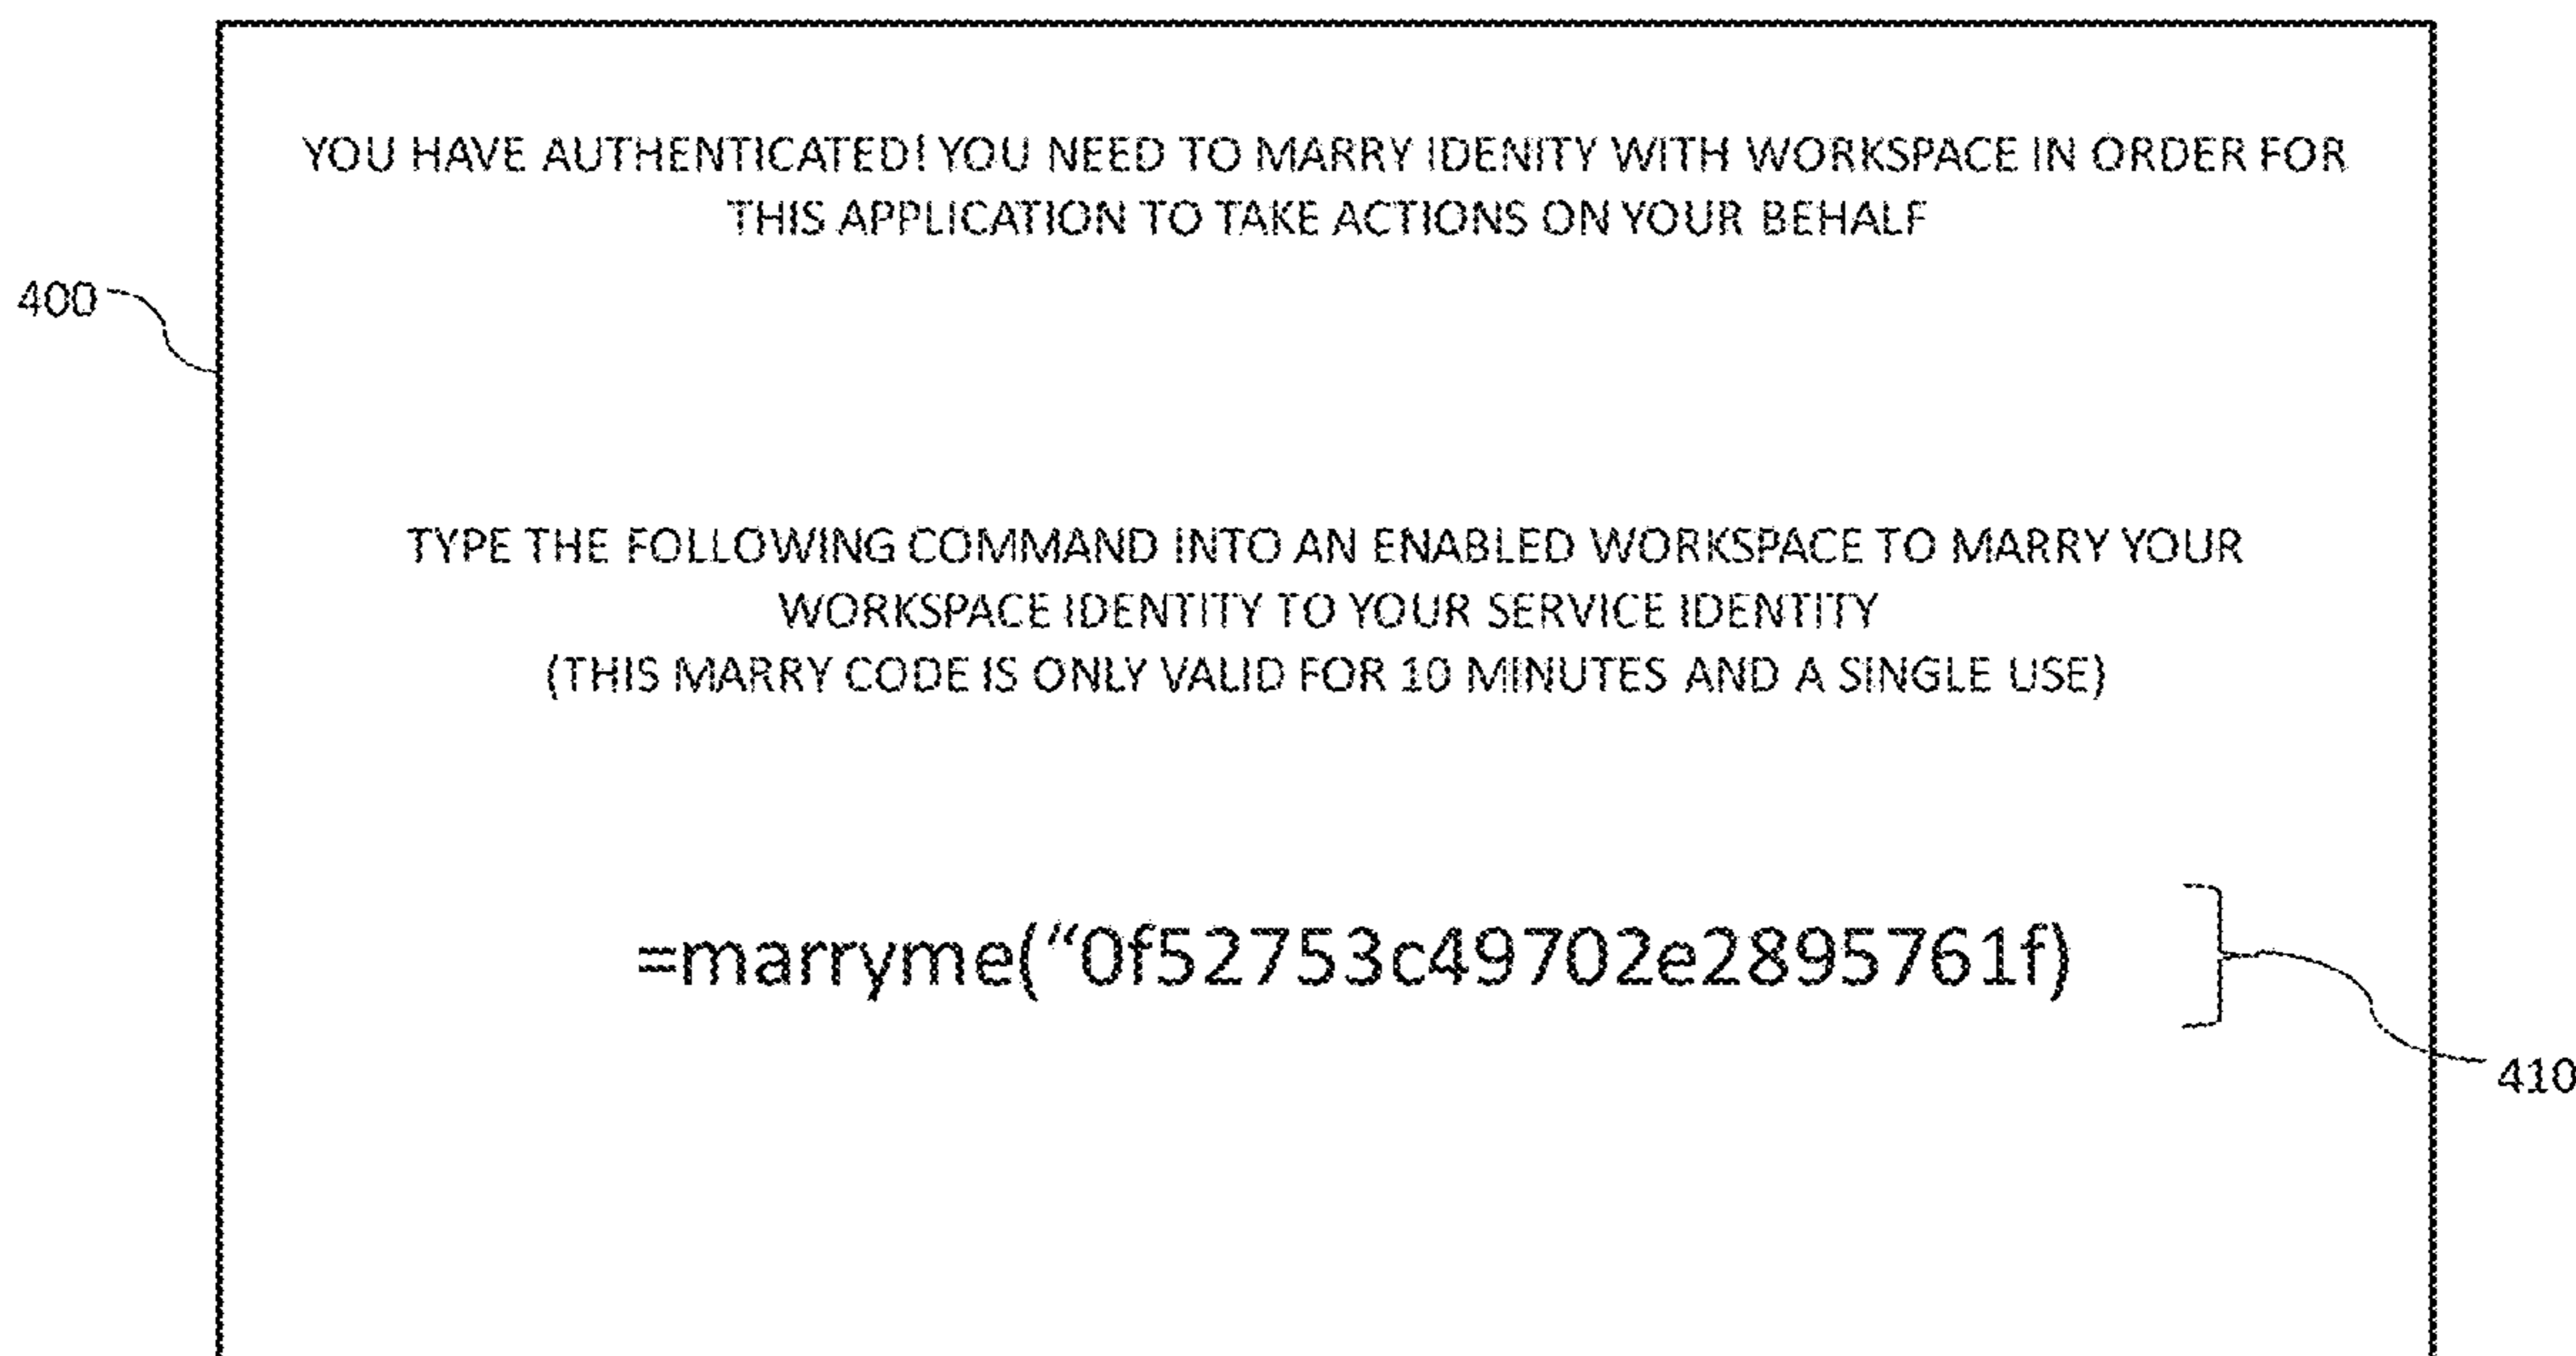 YOU HAVE AUTHENTICATED! YOU NEED TO MARRY IDENITY WITH WORKSPACE IN ORDER FOR
THIS APPLICATION TO TAKE ACTIONS ON YOUR BEHALF
400
TYPE THE FOLLOWING COMMAND INTO AN ENABLED WORKSPACE TO MARRY YOUR
WORKSPACE IDENTITY TO YOUR SERVICE IDENTITY
(THIS MARRY CODE IS ONLY VALID FOR 10 MINUTES AND A SINGLE USE)
=marryme(“0f52753c49702e2895761f)
410